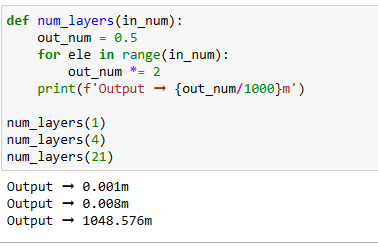 def num_layers(in_num):
    out_num = 0.5
    for ele in range(in_num):
        out_num *= 2
    print(f'Output ➞ {out_num/1000}m')

num_layers(1)
num_layers(4)
num_layers(21)
Output ➞ 0.001m
Output ➞ 0.008m
Output ➞ 1048.576m